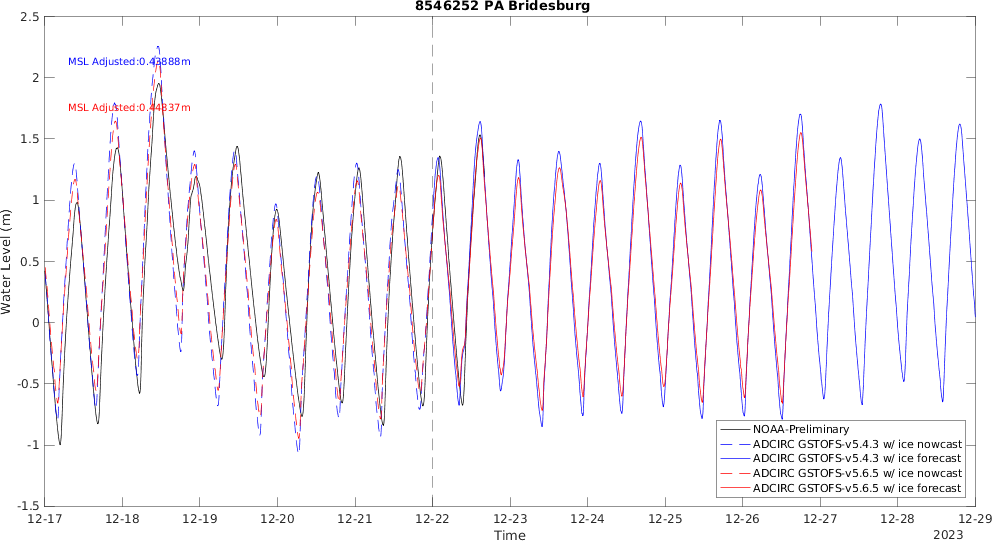 8546252 PA Bridesburg
2.5
2
1.5
1
0.5
0
-0.5
-1
-1.5
Water Level (m)
MSL Adjusted:0.43888m
MSL Adjusted:0.44837m
NOAA-Preliminary
ADCIRC GSTOFS-v5.4.3 w/ ice nowcast
ADCIRC GSTOFS-v5.4.3 w/ ice forecast
ADCIRC GSTOFS-v5.6.5 w/ ice nowcast
ADCIRC GSTOFS-v5.6.5 w/ ice forecast
12-17 12-18 12-19 12-20 12-21 12-22 12-23 12-24 12-25 12-26 12-27 12-28 12-29
Time
2023